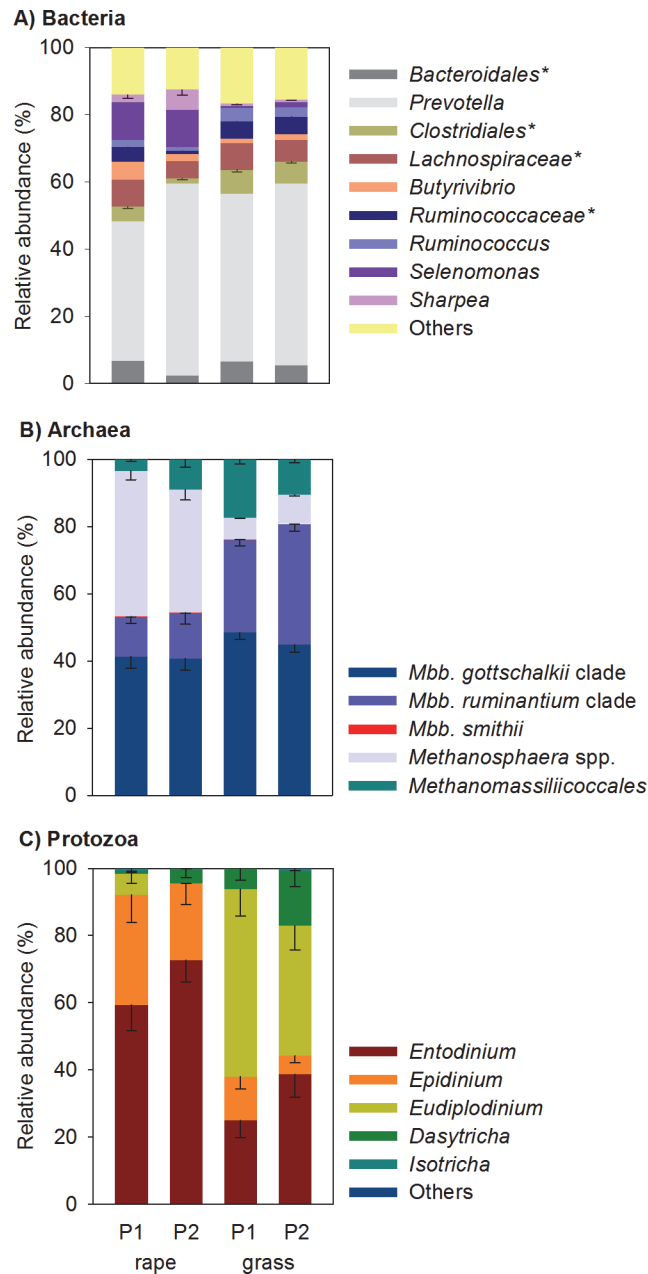 A) Bacteria
Relative abundance (%)
100
80
60
40
20
0
Bacteroidales*
Prevotella
Clostridiales*
Lachnospiraceae*
Butyrivibrio
Ruminococcaceae*
Ruminococcus
Selenomonas
Sharpea
Others
B) Archaea
Relative abundance (%)
100
80
60
40
20
0
Mbb. gottschalkii clade
Mbb. ruminantium clade
Mbb. smithii
Methanosphaera spp.
Methanomassiliicoccales
C) Protozoa
Relative abundance (%)
100
80
60
40
20
0
Entodinium
Epidinium
Eudiplodinium
Dasytricha
Isotricha
Others
P1 P2 P1 P2
rape grass